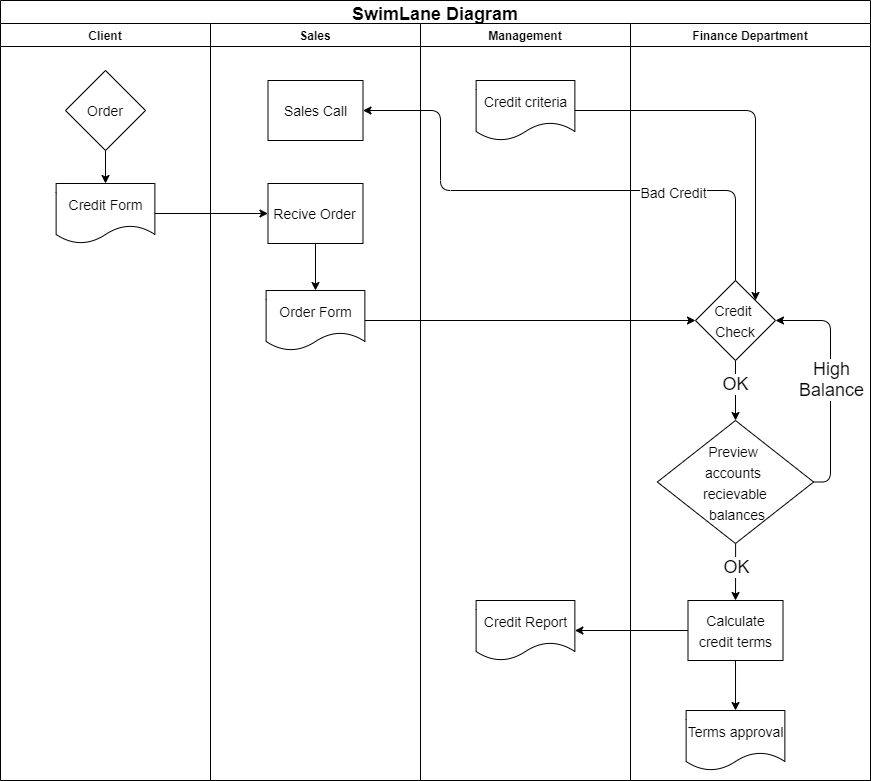 SwimLane Diagram
Client
Sales
Management
Finance Department
Order
Sales Call
Credit criteria
Bad Credit
Credit Form
Recive Order
Order Form
Credit
Check
OK
High
Balance
Preview
accounts
recievable
balances
OK
Credit Report
Calculate
credit terms
Terms approval